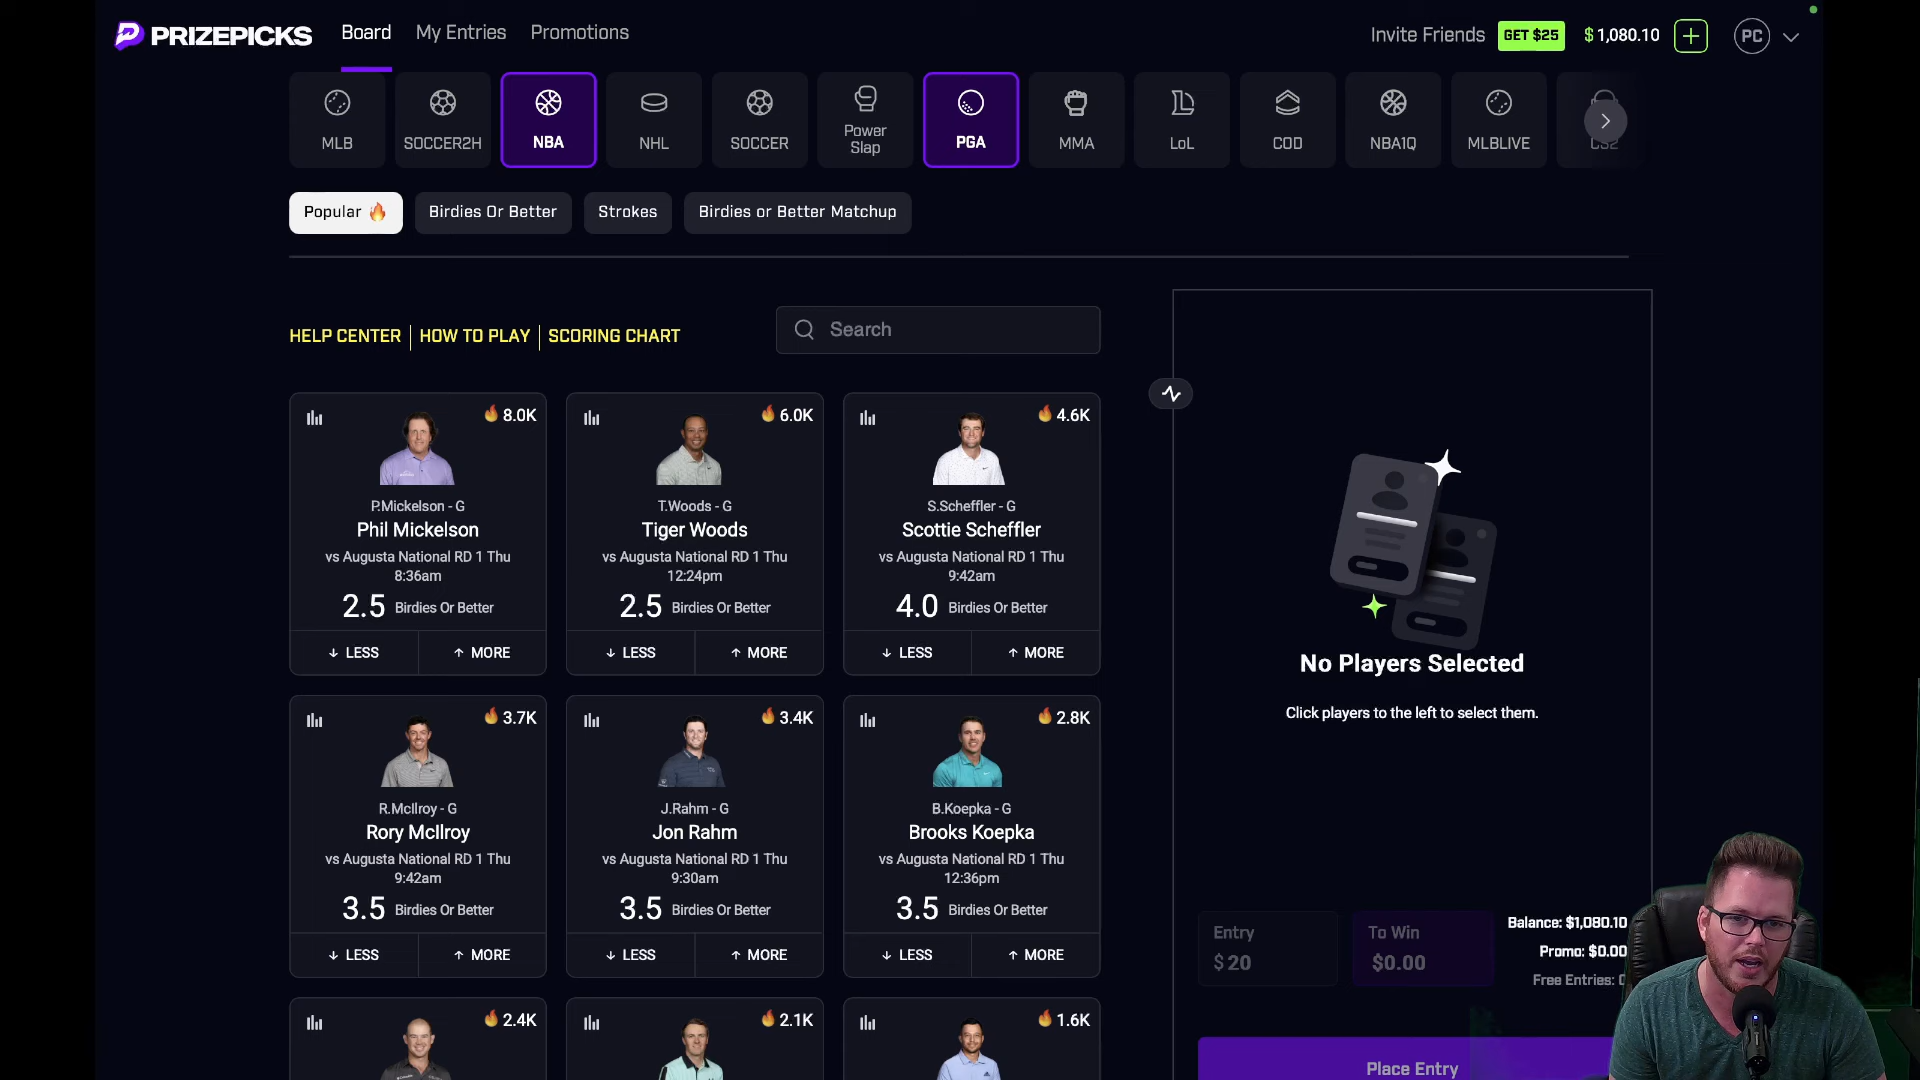 PRIZEPICKS
Board
My Entries
Promotions
Invite Friends
GET $25
$ 1,080.10
PC
MLB
SOCCER2H
NBA
NHL
SOCCER
Power
Slap
PGA
MMA
LoL
COD
NBA1Q
MLBLIVE
CS2
Popular 🔥
Birdies Or Better
Strokes
Birdies or Better Matchup
HELP CENTER
HOW TO PLAY
SCORING CHART
Search
8.0K
P.Mickelson - G
Phil Mickelson
vs Augusta National RD 1 Thu
8:36am
2.5 Birdies Or Better
↓ LESS
↑ MORE
6.0K
T.Woods - G
Tiger Woods
vs Augusta National RD 1 Thu
12:24pm
2.5 Birdies Or Better
↓ LESS
↑ MORE
4.6K
S.Scheffler - G
Scottie Scheffler
vs Augusta National RD 1 Thu
9:42am
4.0 Birdies Or Better
↓ LESS
↑ MORE
3.7K
R.McIlroy - G
Rory McIlroy
vs Augusta National RD 1 Thu
9:42am
3.5 Birdies Or Better
↓ LESS
↑ MORE
3.4K
J.Rahm - G
Jon Rahm
vs Augusta National RD 1 Thu
9:30am
3.5 Birdies Or Better
↓ LESS
↑ MORE
2.8K
B.Koepka - G
Brooks Koepka
vs Augusta National RD 1 Thu
12:36pm
3.5 Birdies Or Better
↓ LESS
↑ MORE
2.4K
2.1K
1.6K
No Players Selected
Click players to the left to select them.
Entry
$ 20
To Win
$0.00
Balance: $1,080.10
Promo: $0.00
Free Entries:
Place Entry